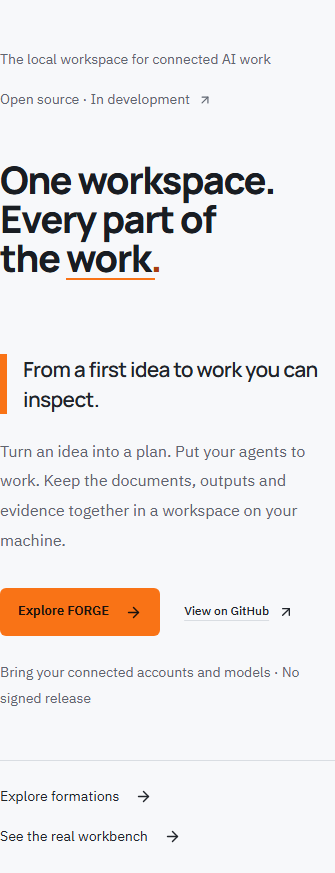 The local workspace for connected AI work
Open source · In development
One workspace.
Every part of
the work.
From a first idea to work you can
inspect.
Turn an idea into a plan. Put your agents to
work. Keep the documents, outputs and
evidence together in a workspace on your
machine.
Explore FORGE
View on GitHub
Bring your connected accounts and models · No
signed release
Explore formations
See the real workbench